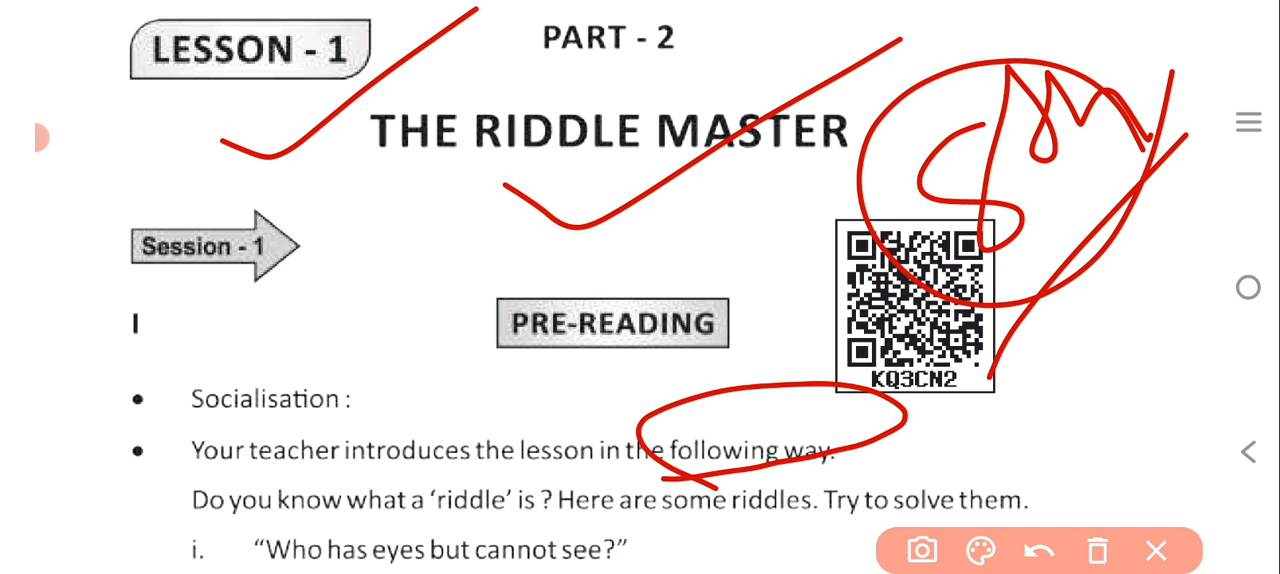 LESSON - 1
PART - 2
THE RIDDLE MASTER
Session - 1
I
PRE-READING
KQ3CN2
• Socialisation :
• Your teacher introduces the lesson in the following way.
Do you know what a ‘riddle’ is ? Here are some riddles. Try to solve them.
i. “Who has eyes but cannot see?”